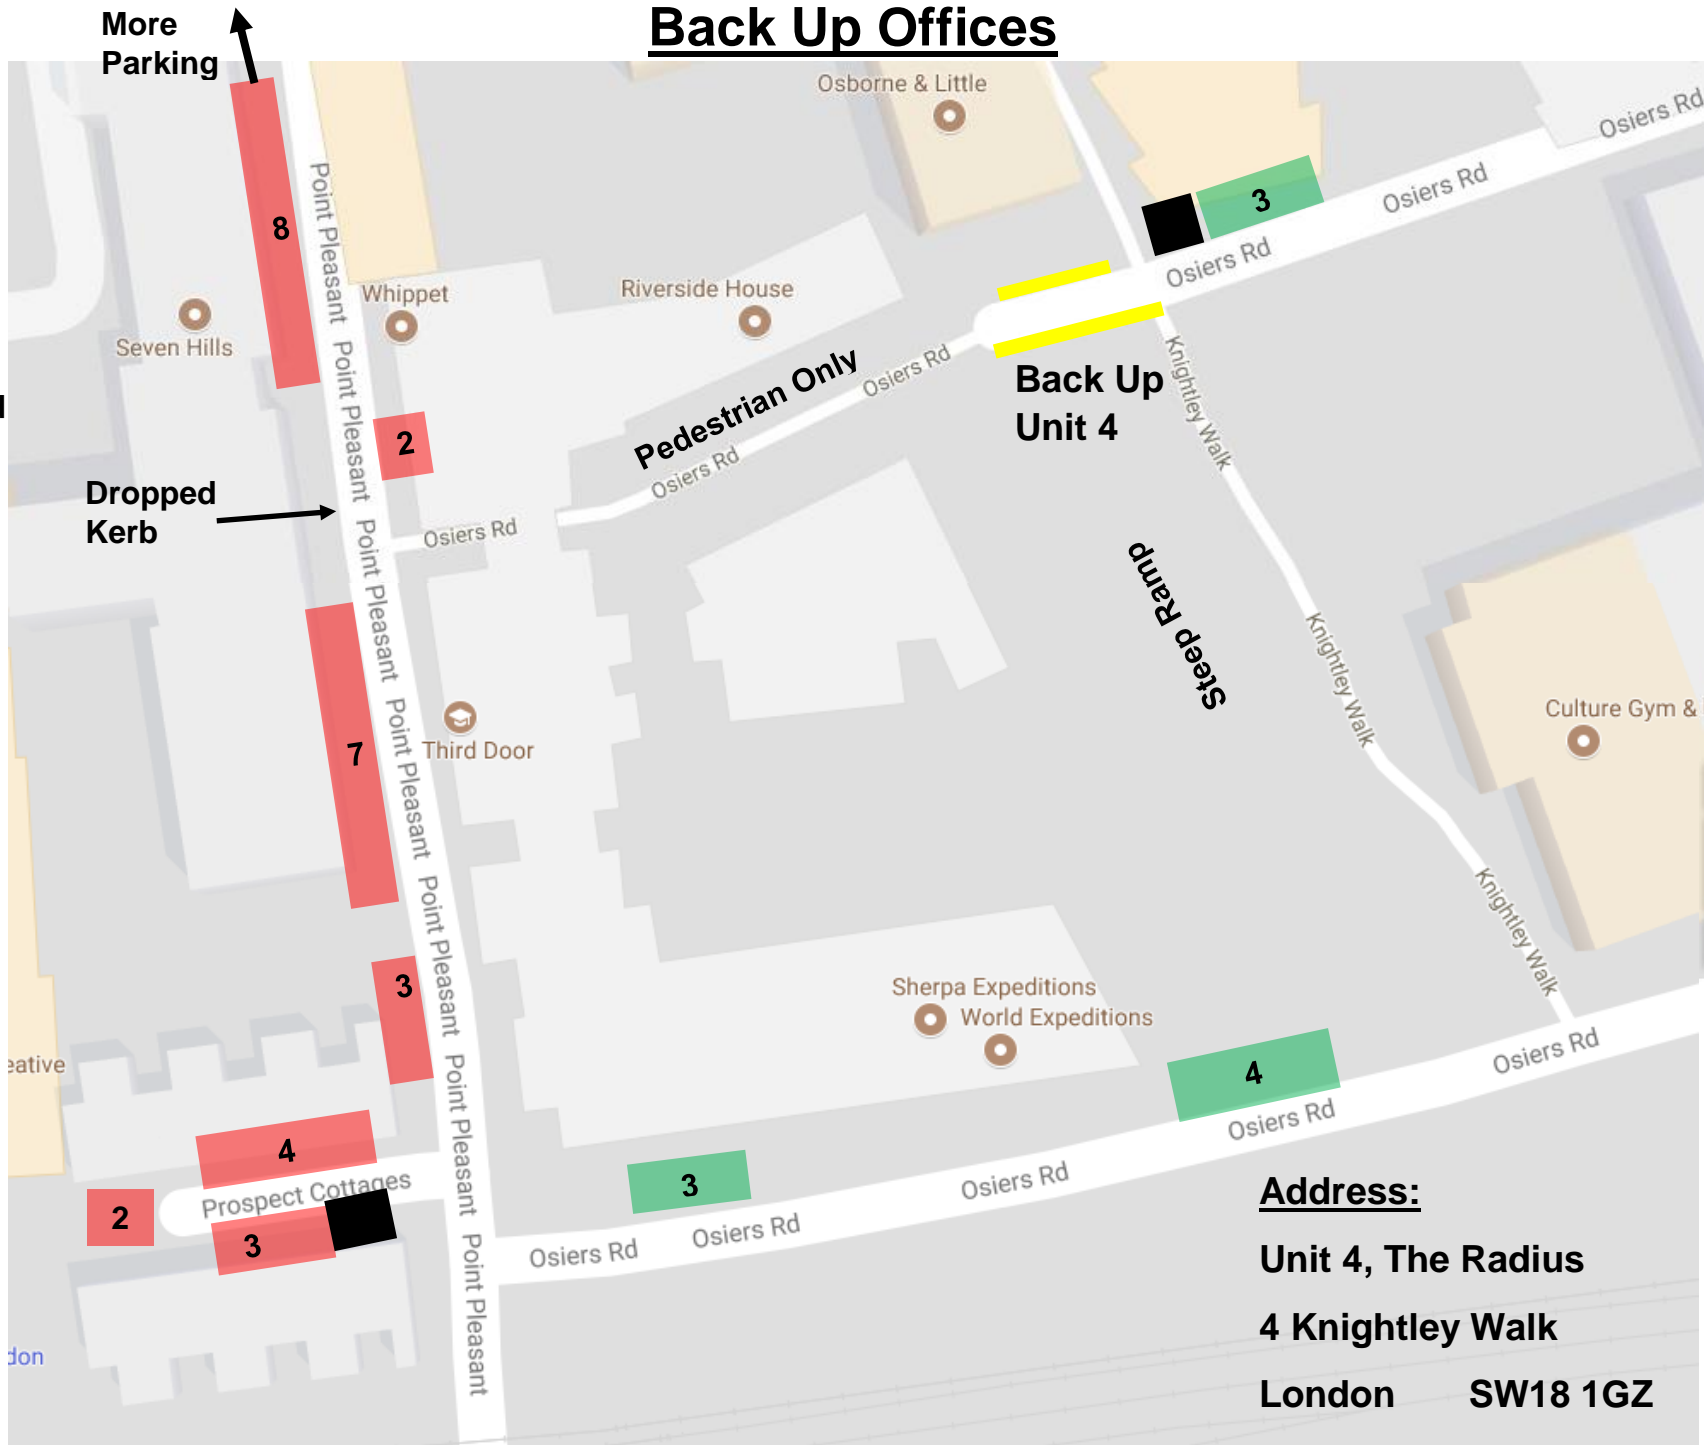 Back Up Offices
More
Parking
Osborne & Little
Osiers Rd
Osiers Rd
3
Osiers Rd
8
Point Pleasant
Whippet
Riverside House
Seven Hills
Point Pleasant
Pedestrian Only
Osiers Rd
Back Up
Unit 4
Knightley Walk
2
Osiers Rd
Dropped
Kerb
Osiers Rd
Point Pleasant
Steep Ramp
Knightley Walk
7
Third Door
Point Pleasant
Culture Gym &
Knightley Walk
Point Pleasant
3
Sherpa Expeditions
World Expeditions
eative
4
Osiers Rd
Osiers Rd
Point Pleasant
4
Prospect Cottages
2
3
3
Osiers Rd
Osiers Rd
Osiers Rd
Point Pleasant
Address:
Unit 4, The Radius
4 Knightley Walk
London SW18 1GZ
don